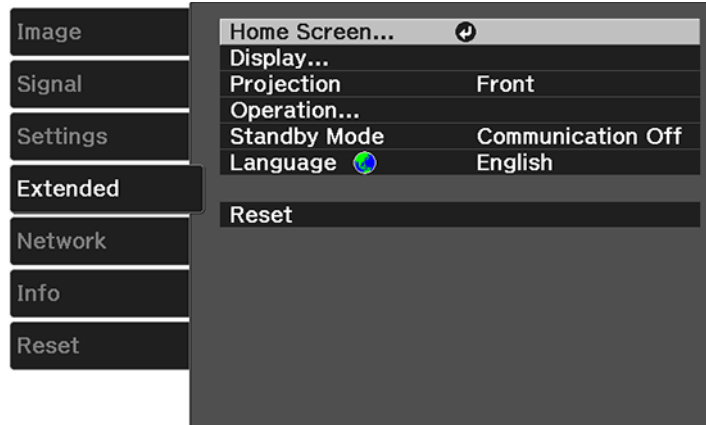 Image
Signal
Settings
Extended
Network
Info
Reset
Home Screen...
Display...
Projection Front
Operation...
Standby Mode Communication Off
Language English
Reset